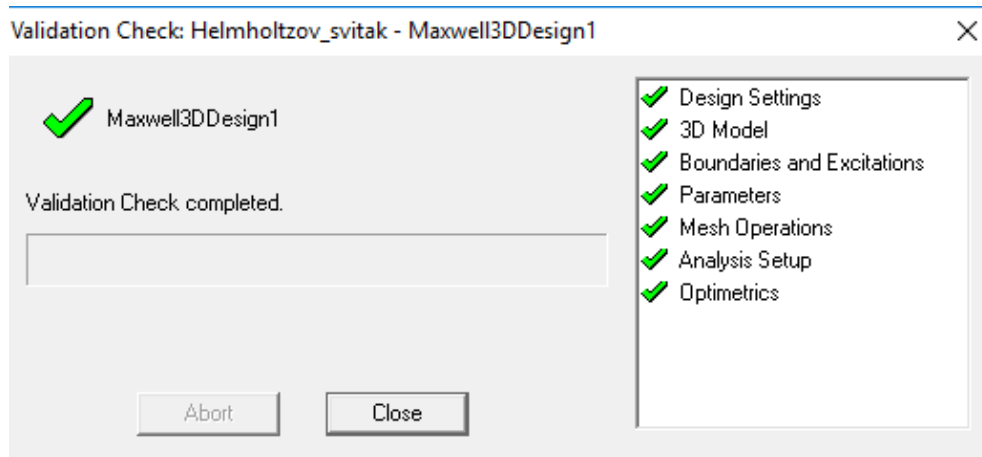 Validation Check: Helmholtzov_svitak - Maxwell3DDesign1
Maxwell3DDesign1
Validation Check completed.
Design Settings
3D Model
Boundaries and Excitations
Parameters
Mesh Operations
Analysis Setup
Optimetrics
Abort
Close